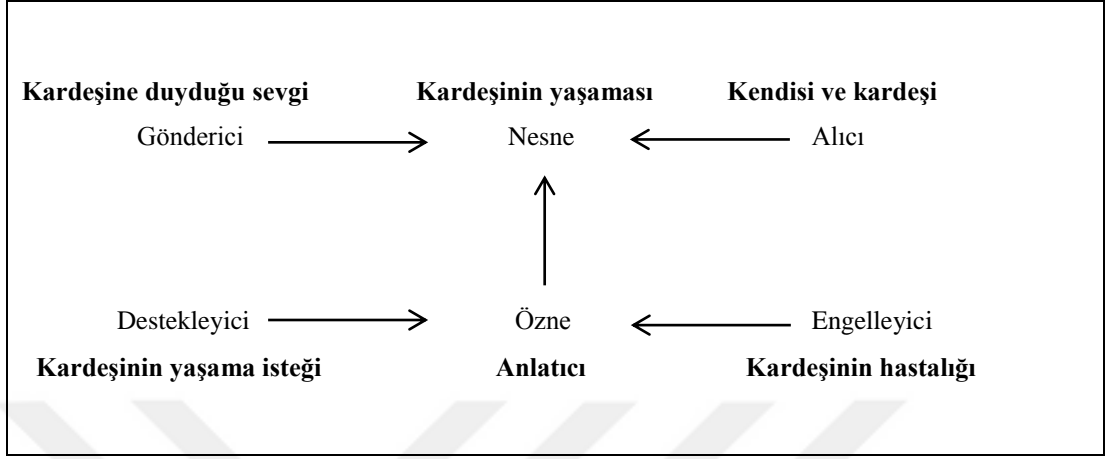 Kardeşine duyduğu sevgi Kardeşinin yaşaması Kendisi ve kardeşi
Gönderici Nesne Alıcı
Destekleyici Özne Engelleyici
Kardeşinin yaşama isteği Anlatıcı Kardeşinin hastalığı